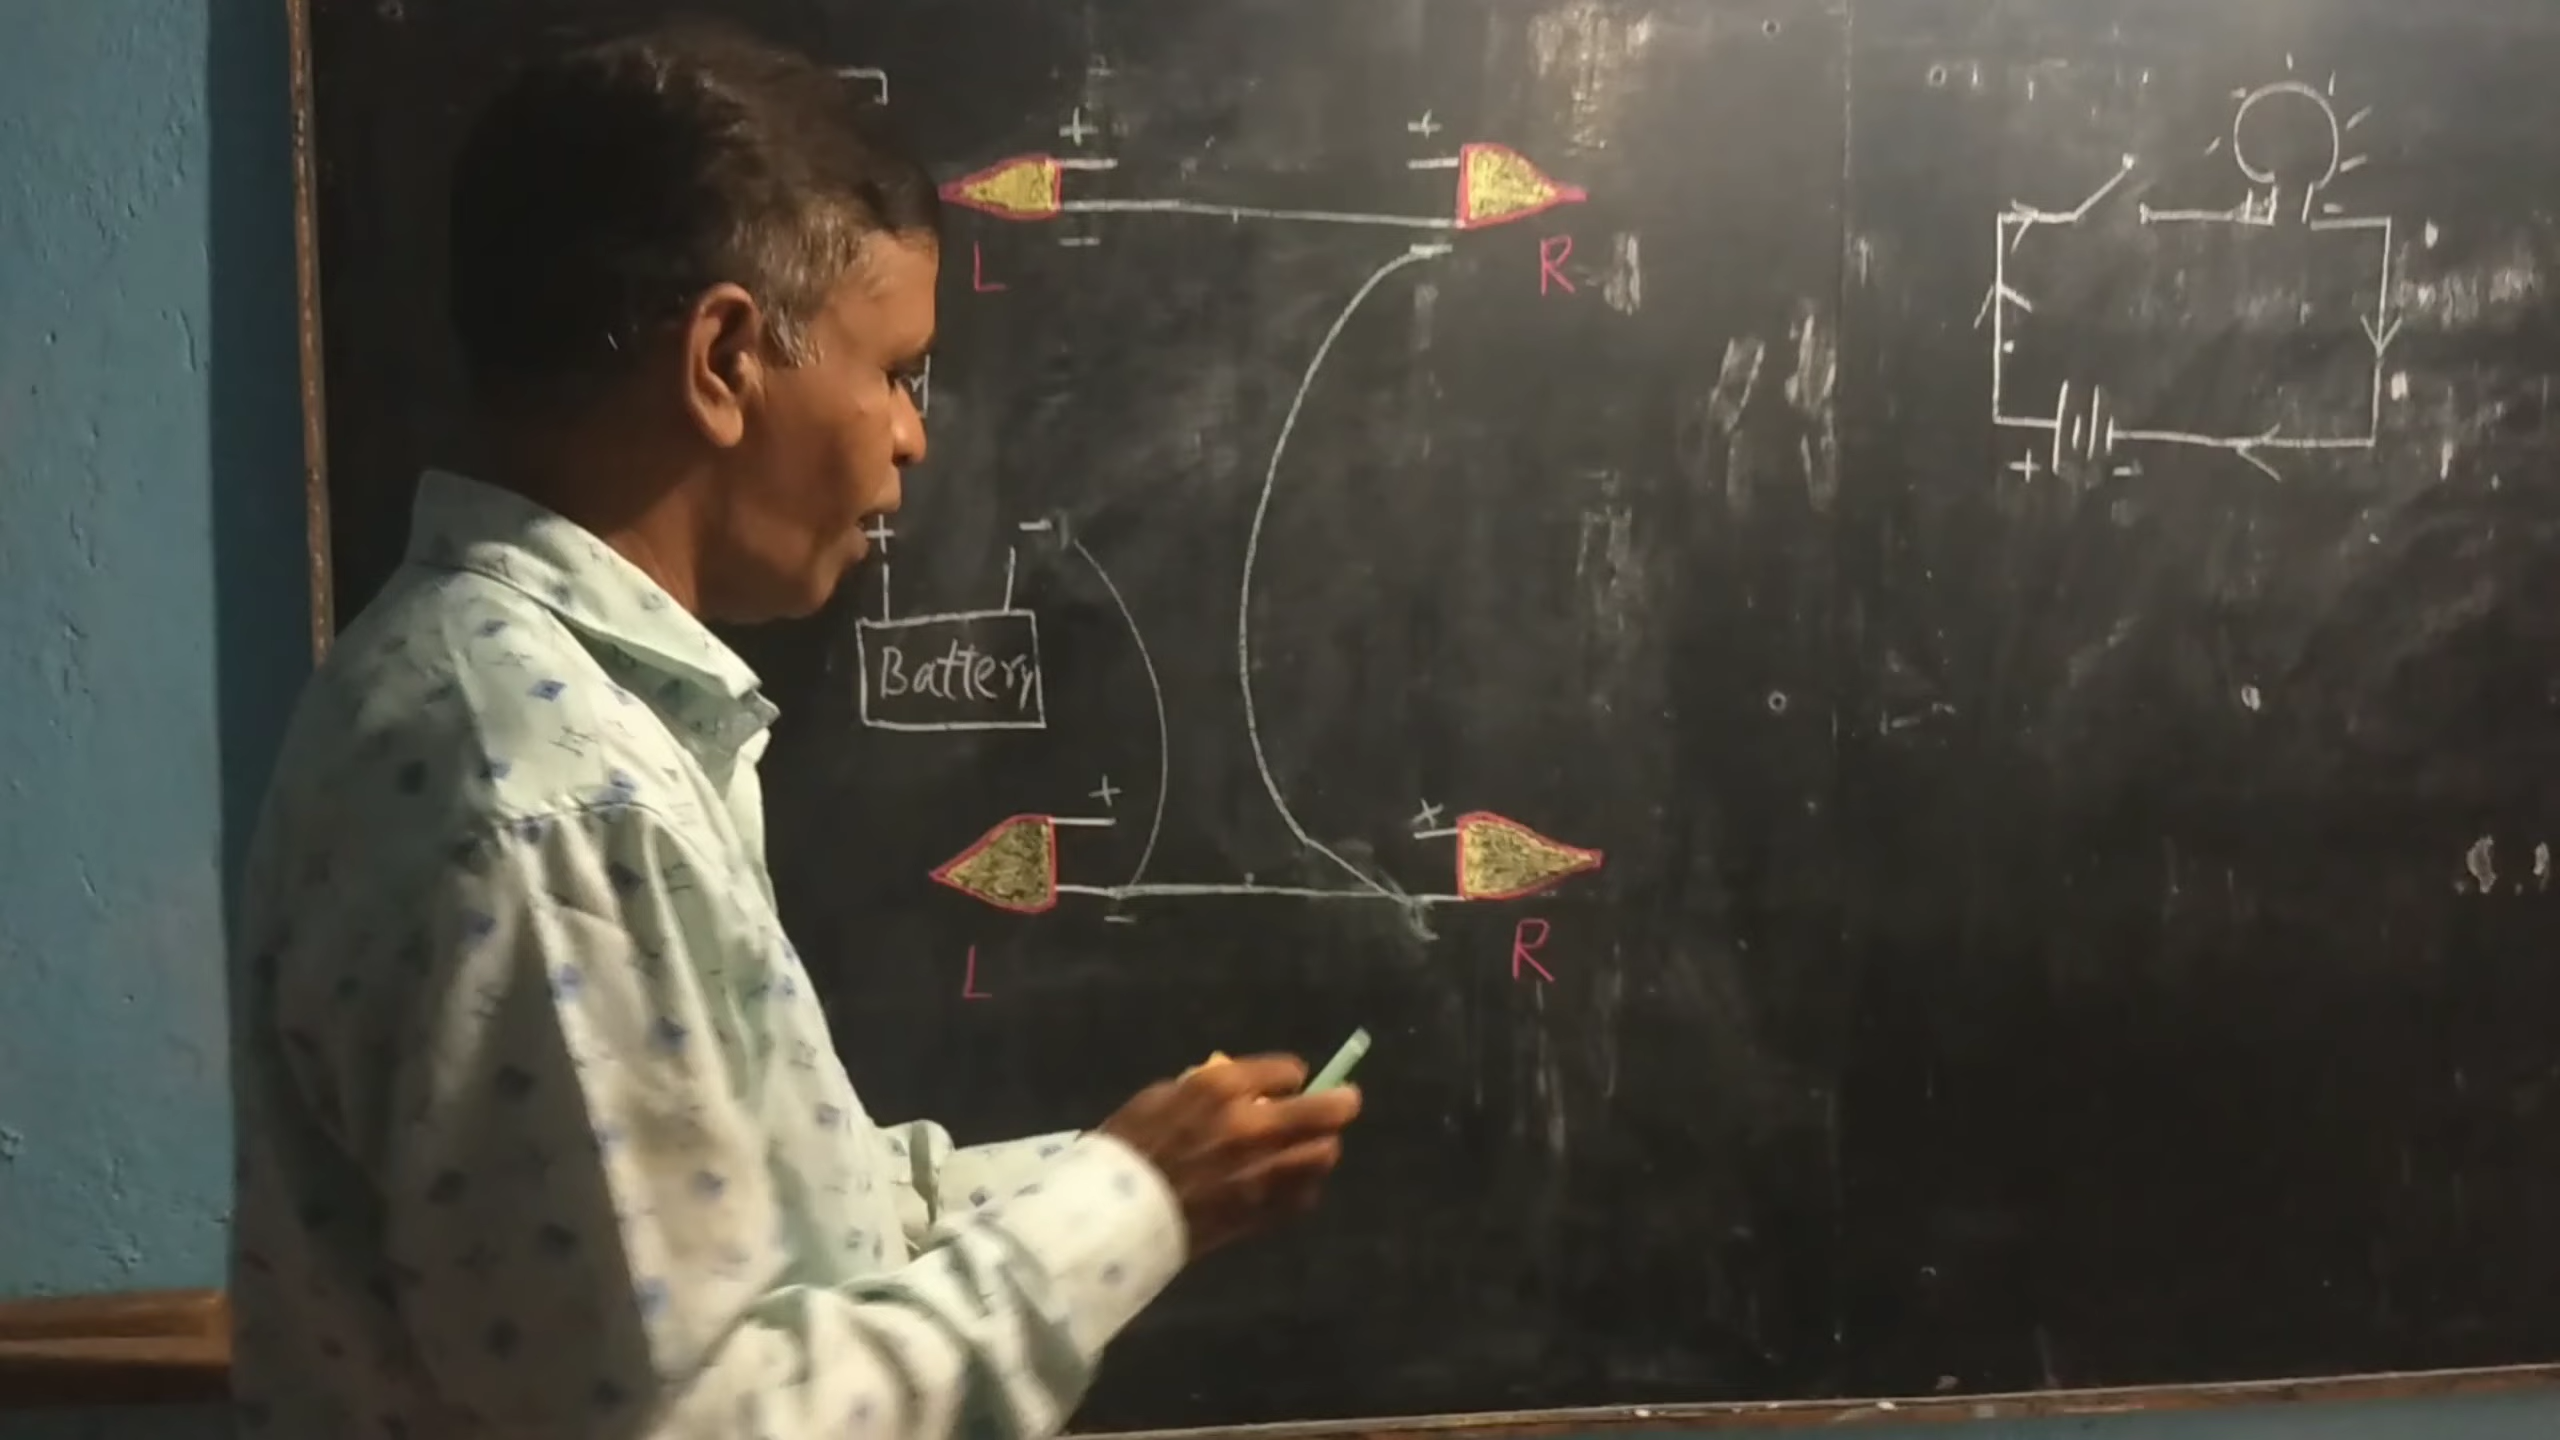 + +
-
L R
+ -
+ -
Battery
+ +
-
L R